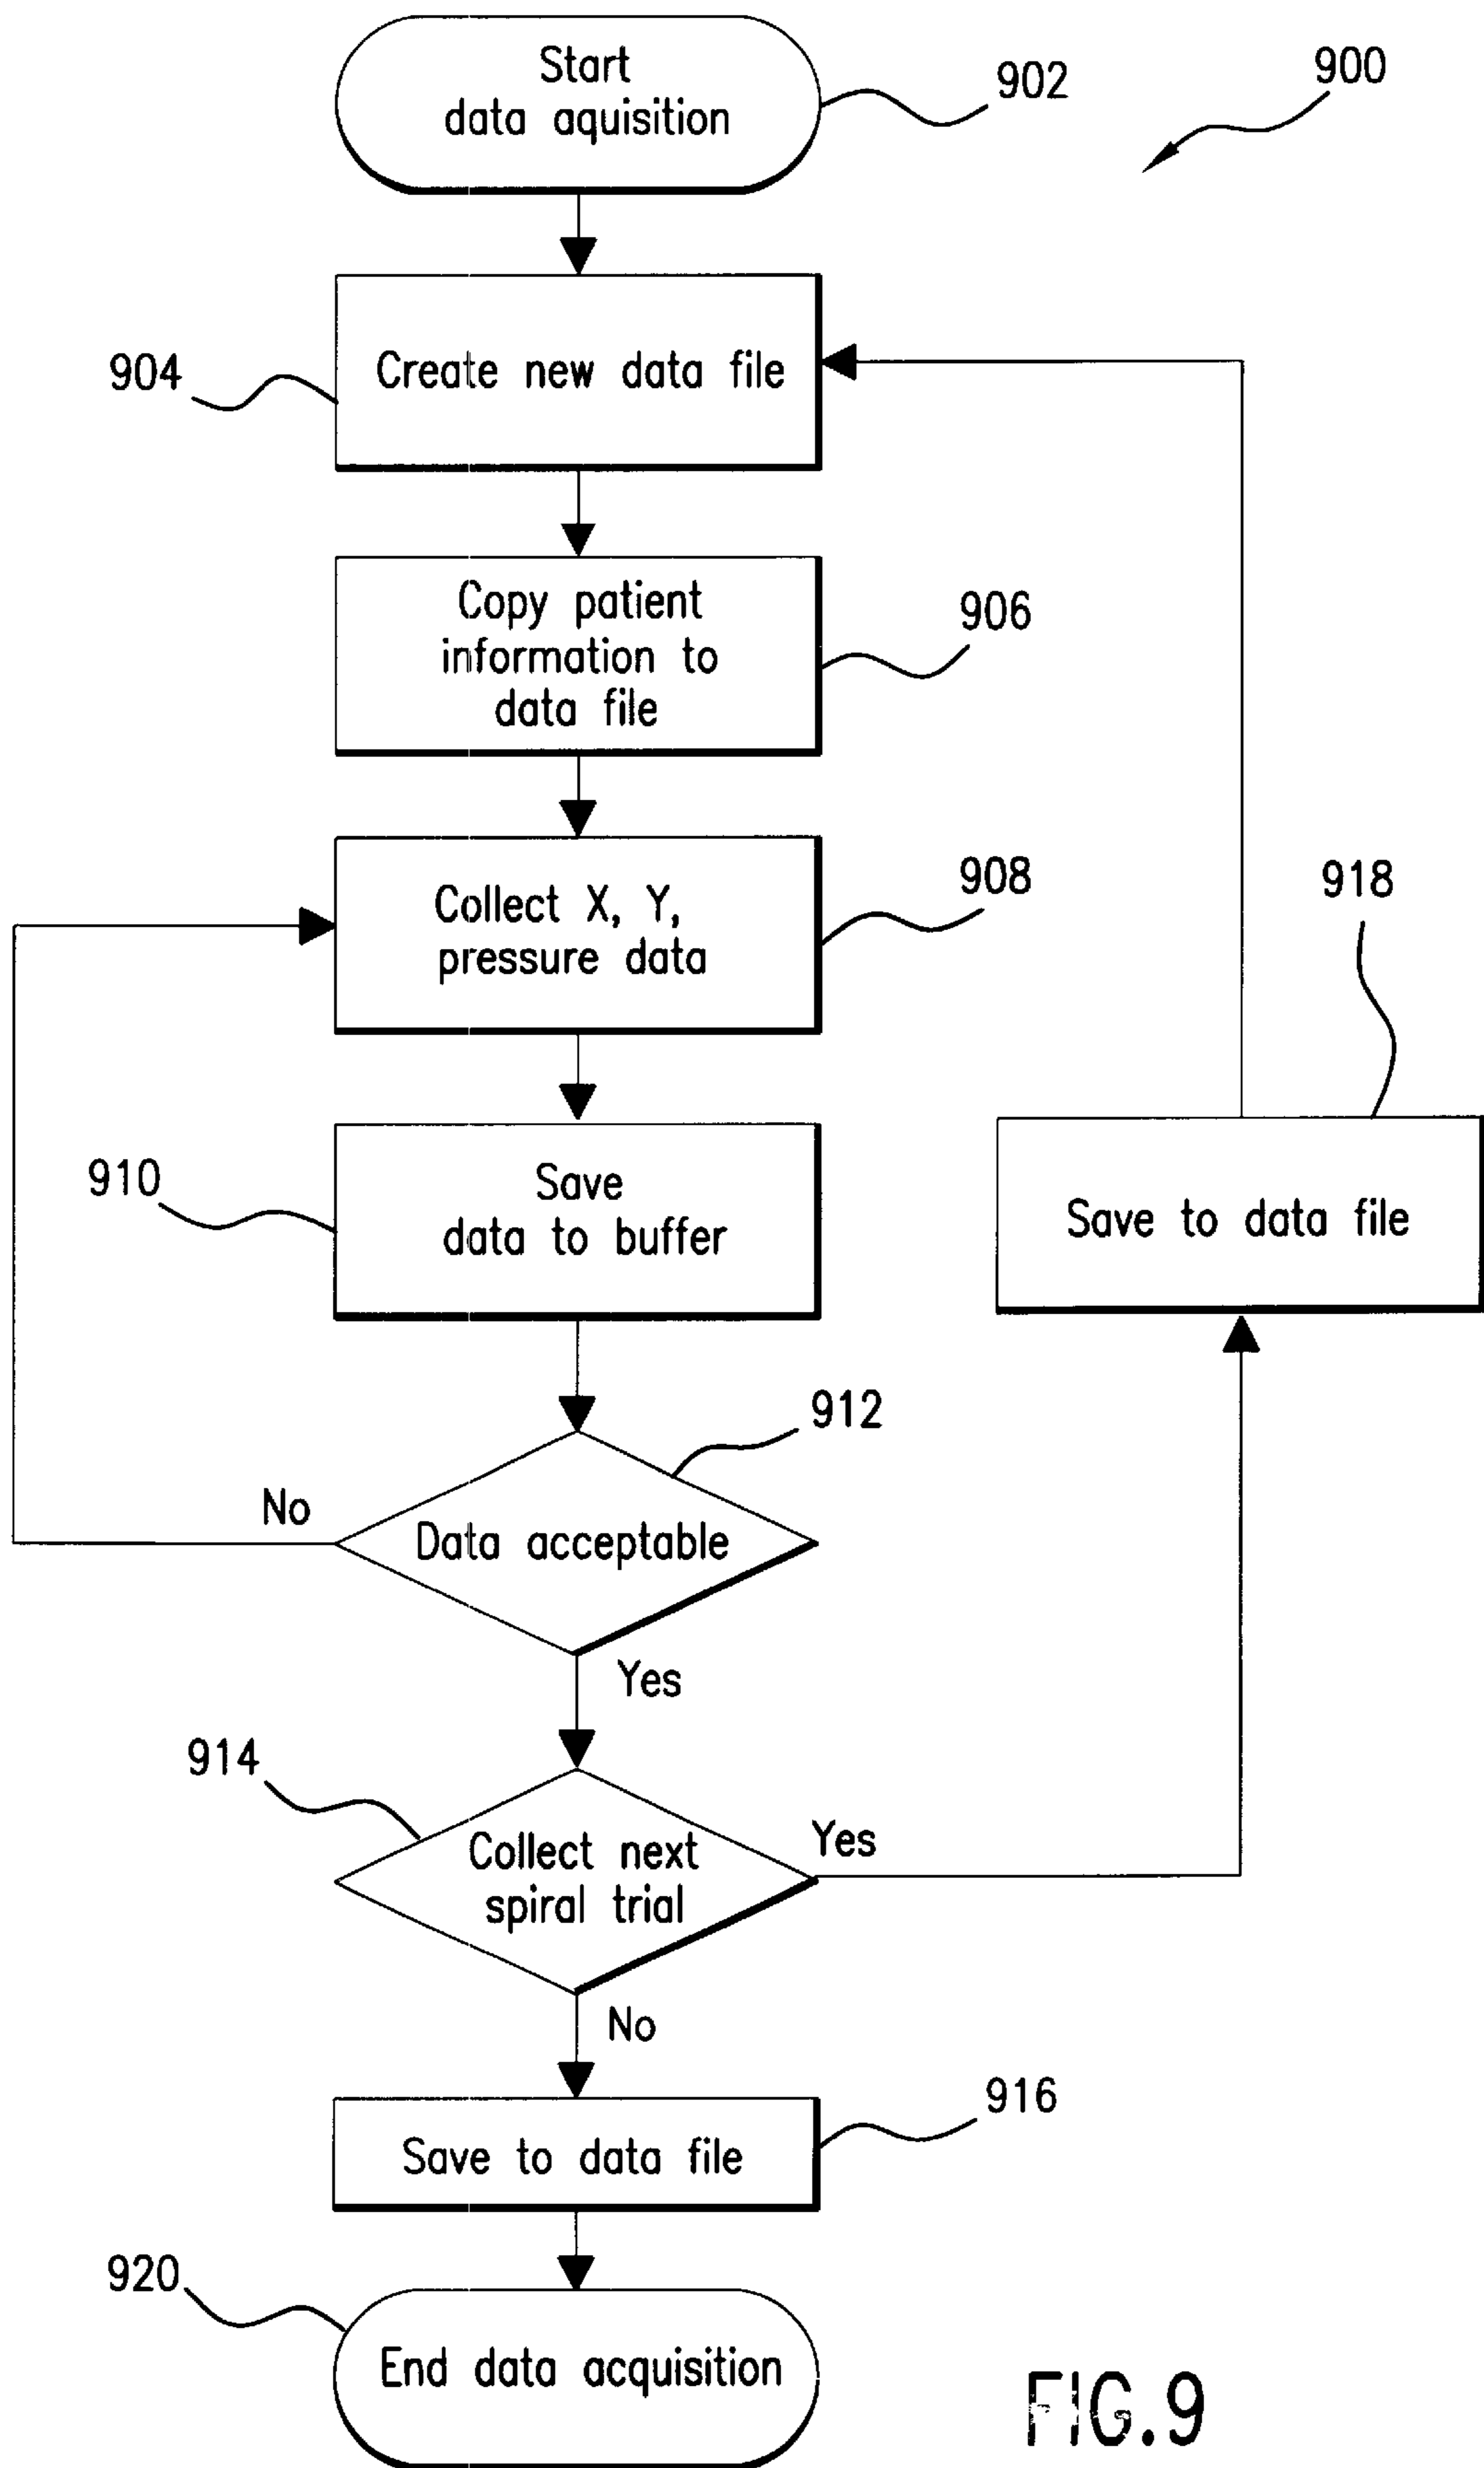 Start
data aquisition
902
900
904
Create new data file
Copy patient
information to
data file
906
Collect X, Y,
pressure data
908
918
910
Save
data to buffer
Save to data file
912
No
Data acceptable
Yes
914
Collect next
spiral trial
Yes
No
916
Save to data file
920
End data acquisition
FIG.9